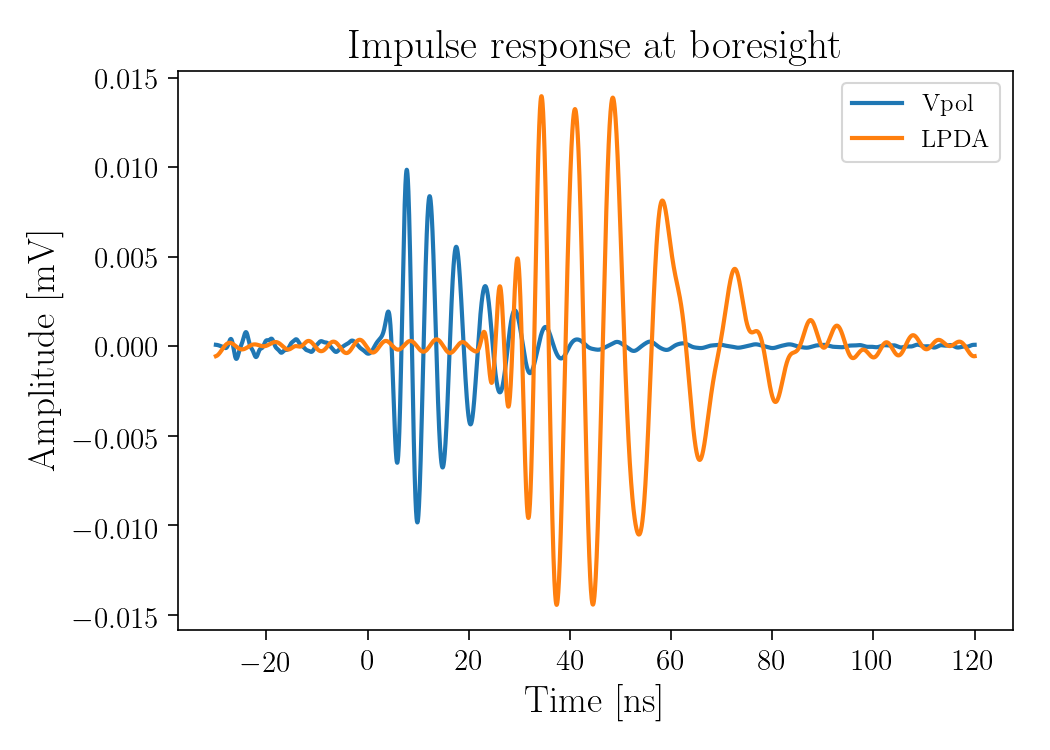 Impulse response at boresight
Amplitude [mV]
0.015
0.010
0.005
0.000
−0.005
−0.010
−0.015
Vpol
LPDA
−20 0 20 40 60 80 100 120
Time [ns]